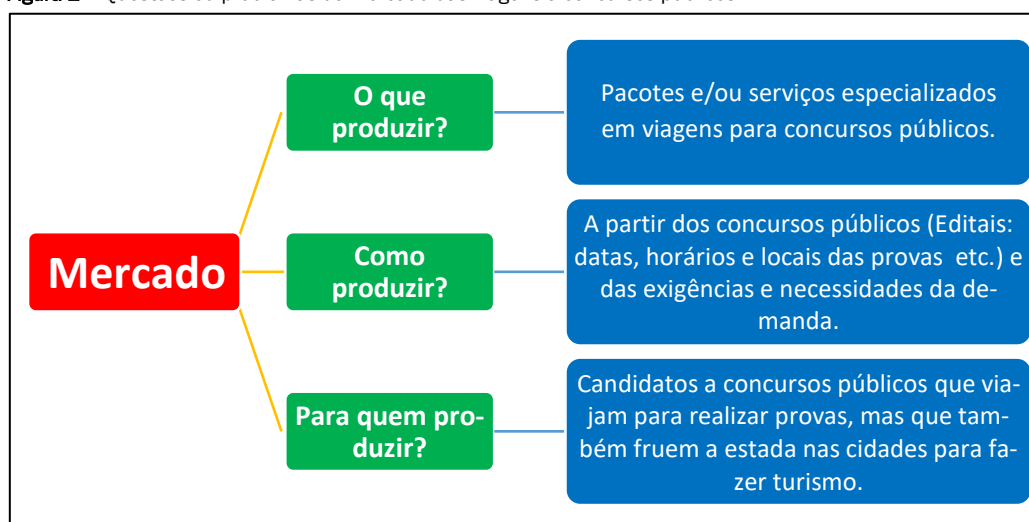 Mercado
O que
produzir?
Pacotes e/ou serviços especializados
em viagens para concursos públicos.
Como
produzir?
A partir dos concursos públicos (Editais:
datas, horários e locais das provas etc.) e
das exigências e necessidades da de-
manda.
Para quem pro-
duzir?
Candidatos a concursos públicos que via-
jam para realizar provas, mas que tam-
bém fruem a estada nas cidades para fa-
zer turismo.